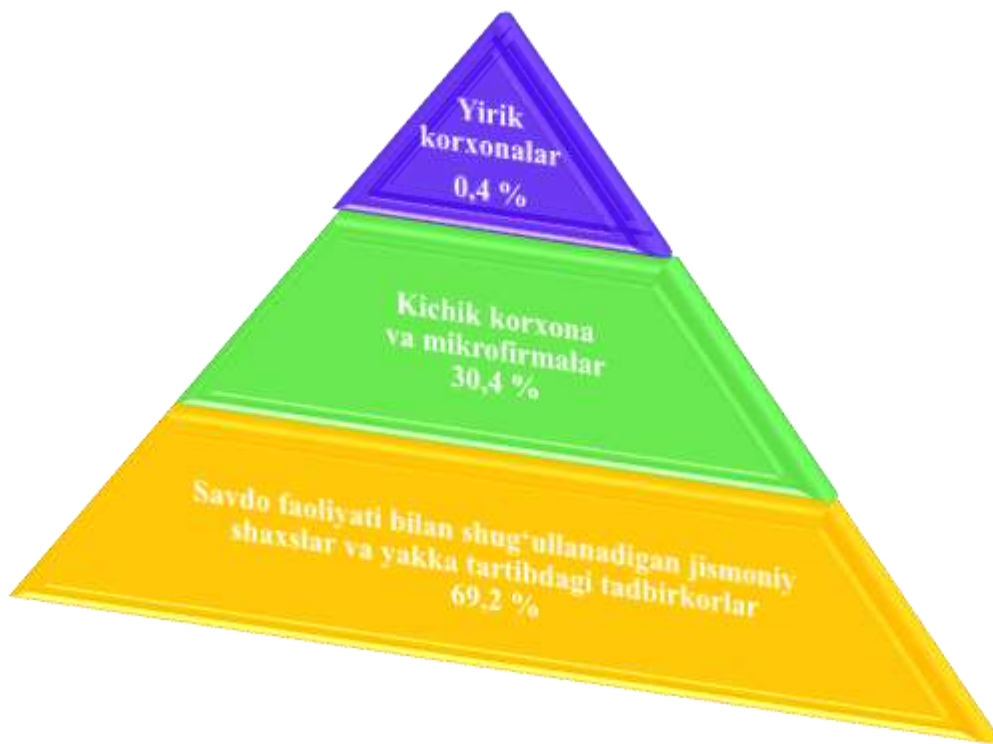 Yirik
korxonalar
0,4 %
Kichik korxona
va mikrofirmalar
30,4 %
Savdo faoliyati bilan shug‘ullanadigan jismoniy
shaxslar va yakka tartibdagi tadbirkorlar
69,2 %